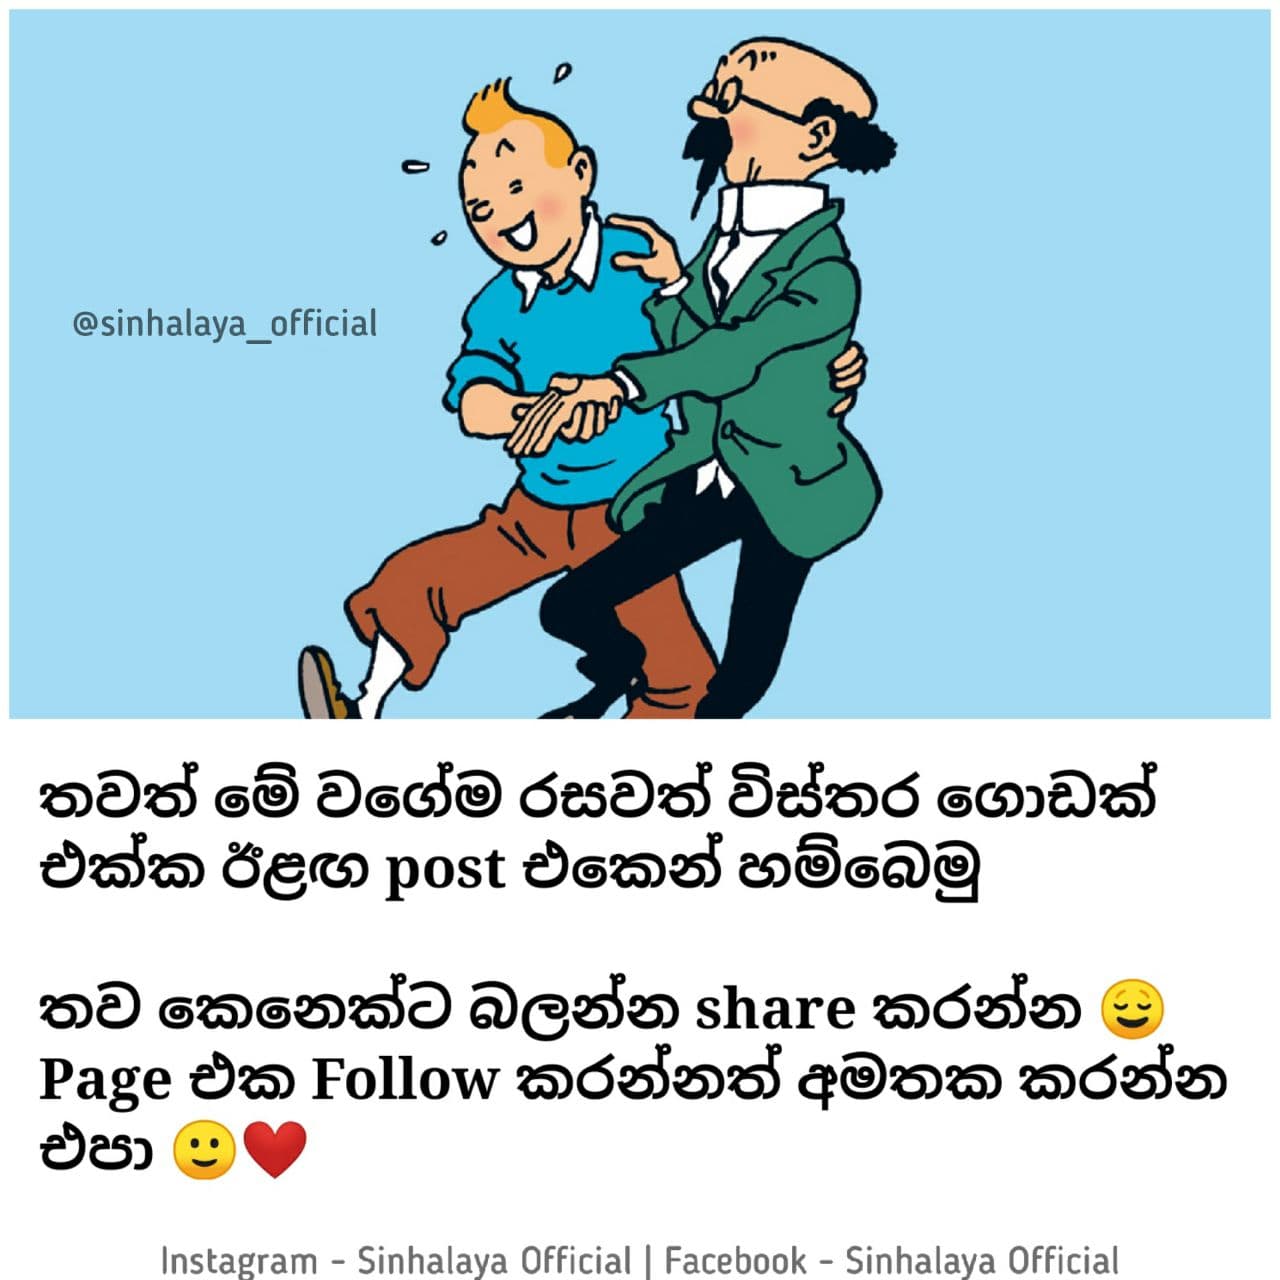 @sinhalaya_official
තවත් මේ වගේම රසවත් විස්තර ගොඩක්
එක්ක ඊළඟ post එකෙන් හම්බෙමු
තව කෙනෙක්ට බලන්න share කරන්න 😌
Page එක Follow කරන්නත් අමතක කරන්න
එපා 🙂❤️
Instagram - Sinhalaya Official | Facebook - Sinhalaya Official